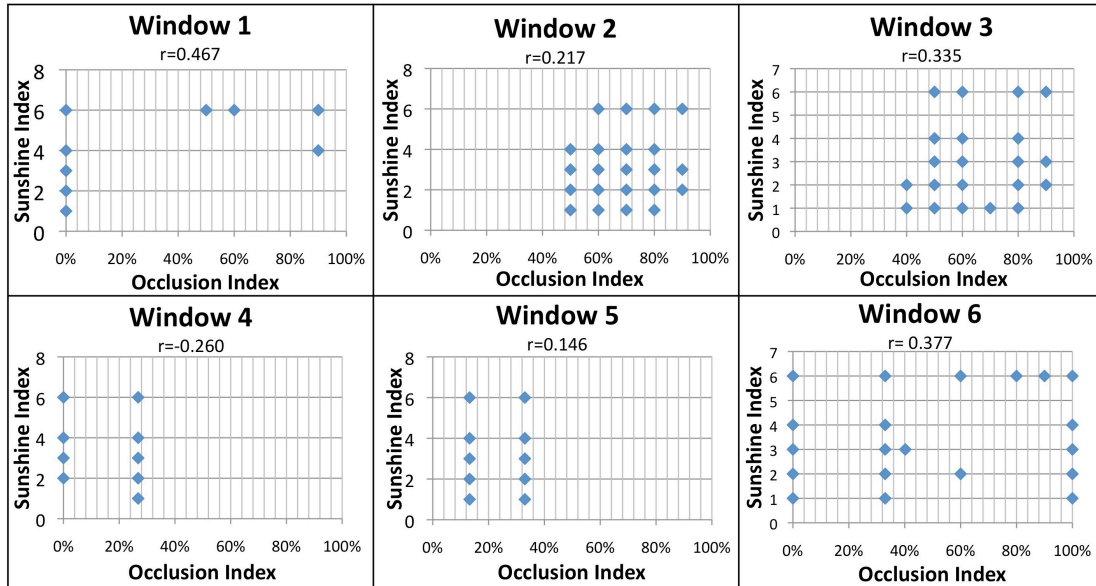 Window 1
r=0.467
Sunshine Index
8
6
4
2
0
0% 20% 40% 60% 80% 100%
Occlusion Index
Window 2
r=0.217
Sunshine Index
8
6
4
2
0
0% 20% 40% 60% 80% 100%
Occlusion Index
Window 3
r=0.335
Sunshine Index
7
6
5
4
3
2
1
0
0% 20% 40% 60% 80% 100%
Occulsion Index
Window 4
r=-0.260
Sunshine Index
8
6
4
2
0
0% 20% 40% 60% 80% 100%
Occlusion Index
Window 5
r=0.146
Sunshine Index
8
6
4
2
0
0% 20% 40% 60% 80% 100%
Occlusion Index
Window 6
r= 0.377
Sunshine Index
7
6
5
4
3
2
1
0
0% 20% 40% 60% 80% 100%
Occlusion Index